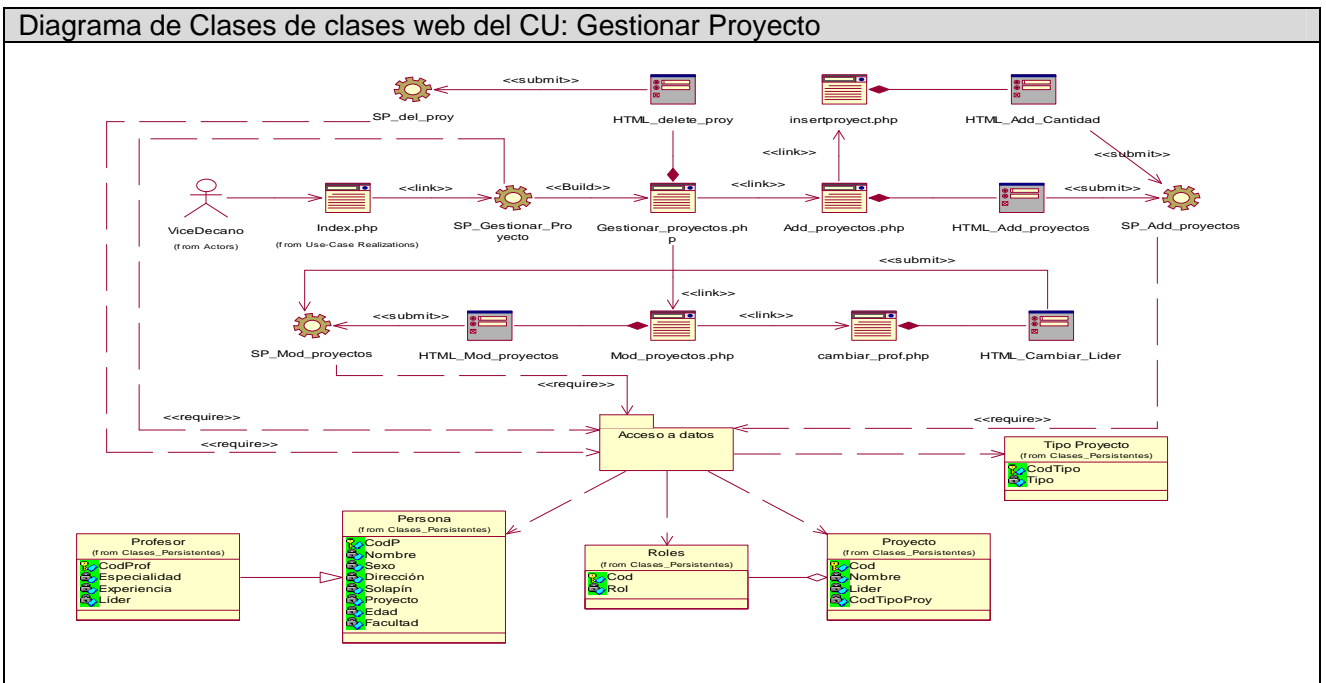 Diagrama de Clases de clases web del CU: Gestionar Proyecto
<<submit>>
SP_del_proy
HTML_delete_proy
insertproyect.php
HTML_Add_Cantidad
<<link>>
<<submit>>
<<link>>
<<Build>>
<<link>>
<<submit>>
ViceDecano
(from Actors)
Index.php
(from Use-Case Realizations)
SP_Gestionar_Pro
yecto
Gestionar_proyectos.ph
p
Add_proyectos.php
HTML_Add_proyectos
SP_Add_proyectos
<<submit>>
<<link>>
<<submit>>
<<link>>
SP_Mod_proyectos
HTML_Mod_proyectos
Mod_proyectos.php
cambiar_prof.php
HTML_Cambiar_Lider
<<require>>
<<require>>
<<require>>
<<require>>
Acceso a datos
Tipo Proyecto
(from Clases_Persistentes)
CodTipo
Tipo
Profesor
(from Clases_Persistentes)
CodProf
Especialidad
Experiencia
Líder
Persona
(from Clases_Persistentes)
CodP
Nombre
Sexo
Dirección
Solapín
Proyecto
Edad
Facultad
Roles
(from Clases_Persistentes)
Cod
Rol
Proyecto
(from Clases_Persistentes)
Cod
Nombre
Lider
CodTipoProy